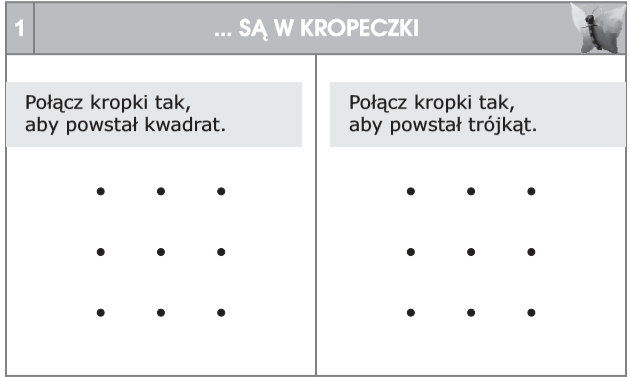 1
... SĄ W KROPECZKI
Połącz kropki tak,
aby powstał kwadrat.
Połącz kropki tak,
aby powstał trójkąt.